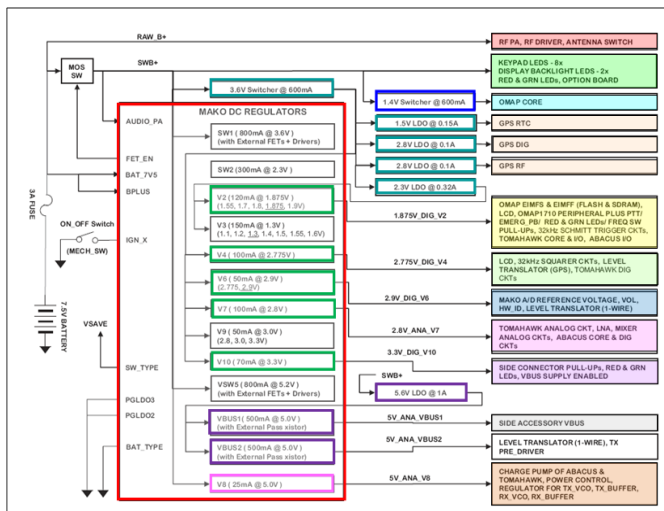 RAW_B+
RF PA, RF DRIVER, ANTENNA SWITCH
MOS
SW
SWB+
KEYPAD LEDS - 8x
DISPLAY BACKLIGHT LEDS - 2x
RED & GRN LEDS, OPTION BOARD
3.6V Switcher @ 600mA
1.4V Switcher @ 600mA
OMAP CORE
MAKO DC REGULATORS
AUDIO_PA
SW1 ( 800mA @ 3.6V )
(with External FETs + Drivers)
1.5V LDO @ 0.15A
GPS RTC
2.8V LDO @ 0.1A
GPS DIG
FET_EN
2.8V LDO @ 0.1A
GPS RF
BAT_7V5
SW2 (300mA @ 2.3V )
2.3V LDO @ 0.32A
BPLUS
3A FUSE
V2 (120mA @ 1.875V )
(1.55, 1.7, 1.8, 1.875, 1.9V)
1.875V_DIG_V2
OMAP EIMFS & EIMFF (FLASH & SDRAM),
LCD, OMAP1710 PERIPHERAL PLUS PTT/
EMERG_PB/ RED & GRN LEDS/ FREQ SW
PULL-UPS, 32kHz SCHMITT TRIGGER CKTS,
TOMAHAWK CORE & I/O, ABACUS I/O
ON_OFF Switch
(MECH_SW)
IGN_X
V3 (150mA @ 1.3V )
(1.1, 1.2, 1.3, 1.4, 1.5, 1.55, 1.6V)
V4 ( 100mA @ 2.775V )
2.775V_DIG_V4
LCD, 32kHz SQUARER CKTS, LEVEL
TRANSLATOR (GPS), TOMAHAWK DIG
CKTS
V6 ( 50mA @ 2.9V )
(2.775, 2.9V)
2.9V_DIG_V6
MAKO A/D REFERENCE VOLTAGE, VOL,
HW_ID, LEVEL TRANSLATOR (1-WIRE)
7.5V BATTERY
V7 ( 100mA @ 2.8V )
2.8V_ANA_V7
TOMAHAWK ANALOG CKT, LNA, MIXER
ANALOG CKTs, ABACUS CORE & DIG
CKTS
VSAVE
V9 ( 50mA @ 3.0V )
(2.8, 3.0, 3.3V)
3.3V_DIG_V10
V10 ( 70mA @ 3.3V )
SIDE CONNECTOR PULL-UPS, RED & GRN
LEDs, VBUS SUPPLY ENABLED
SW_TYPE
SWB+
VSW5 ( 800mA @ 5.2V )
(with External FETs + Drivers)
5.6V LDO @ 1A
PGLDO3
PGLDO2
VBUS1 ( 500mA @ 5.0V )
(with External Pass xistor)
5V_ANA_VBUS1
SIDE ACCESSORY VBUS
BAT_TYPE
VBUS2 ( 500mA @ 5.0V )
(with External Pass xistor)
5V_ANA_VBUS2
LEVEL TRANSLATOR (1-WIRE), TX
PRE_DRIVER
V8 ( 25mA @ 5.0V )
5V_ANA_V8
CHARGE PUMP OF ABACUS &
TOMAHAWK, POWER CONTROL,
REGULATOR FOR TX_VCO, TX_BUFFER,
RX_VCO, RX_BUFFER